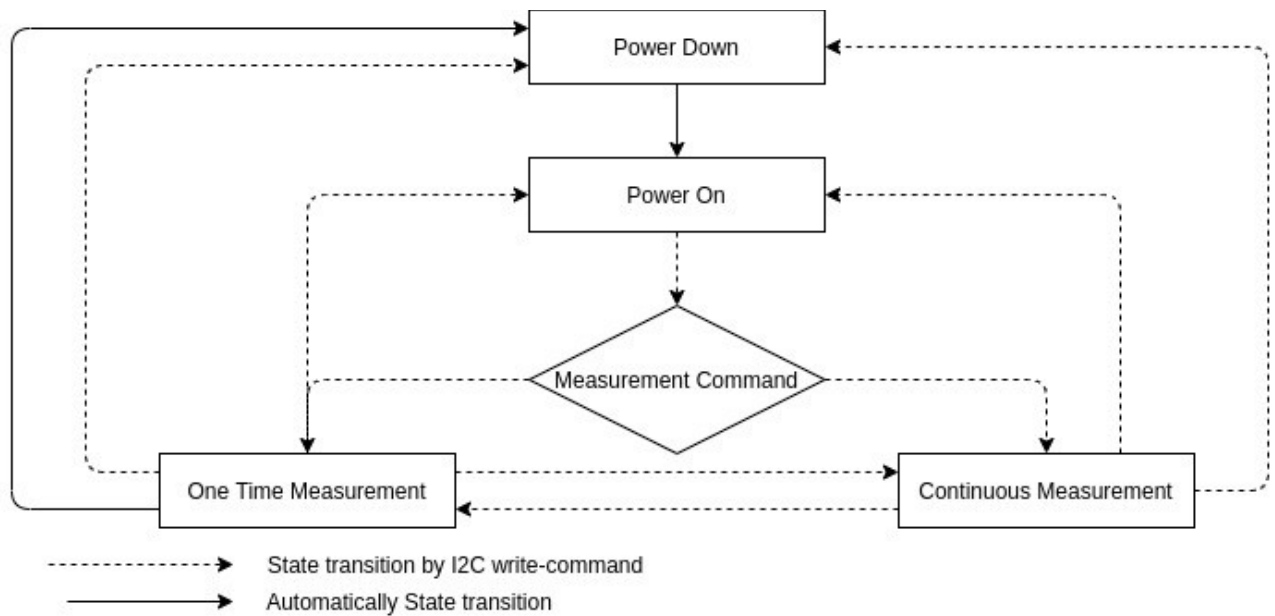 Power Down
Power On
Measurement Command
One Time Measurement
Continuous Measurement
State transition by I2C write-command
Automatically State transition